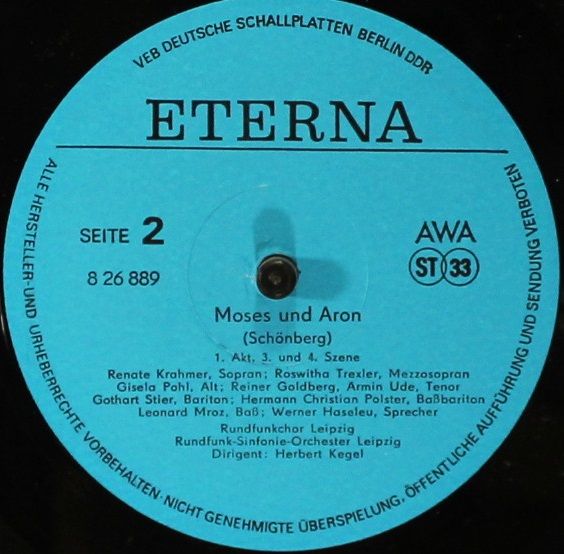 VEB DEUTSCHE SCHALLPLATTEN BERLIN DDR
ETERNA
SEITE 2
8 26 889
AWA
ST 33
Moses und Aron
(Schönberg)
1. Akt, 3. und 4. Szene
Renate Krahmer, Sopran; Roswitha Trexler, Mezzosopran
Gisela Pohl, Alt; Reiner Goldberg, Armin Ude, Tenor
Gothart Stier, Bariton; Hermann Christian Polster, Baßbariton
Leonard Mroz, Baß; Werner Haseleu, Sprecher
Rundfunkchor Leipzig
Rundfunk-Sinfonie-Orchester Leipzig
Dirigent: Herbert Kegel
ALLE HERSTELLER- UND URHEBERRECHTE VORBEHALTEN · NICHT GENEHMIGTE ÜBERSPIELUNG, ÖFFENTLICHE AUFFÜHRUNG UND SENDUNG VERBOTEN